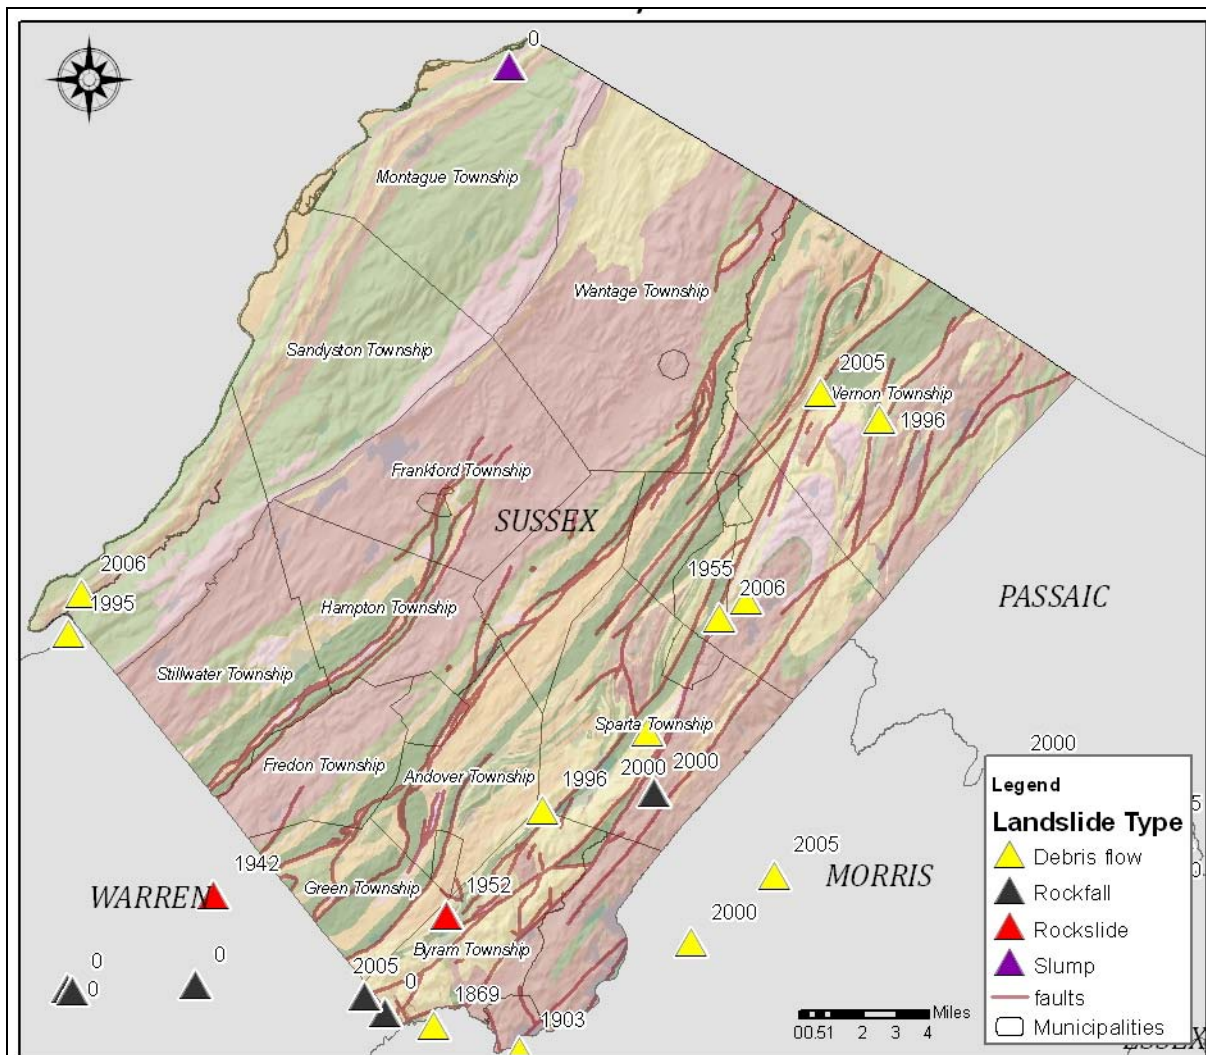 0
Montague Township
Wantage Township
Sandyston Township
2005
Vernon Township
1996
Frankford Township
SUSSEX
2006
1995
1955
2006
PASSAIC
Hampton Township
Stillwater Township
Sparta Township
2000
Fredon Township
Andover Township
1996
2000
2000
Legend
Landslide Type
Debris flow
Rockfall
Rockslide
Slump
faults
Municipalities
5
0.
2005
MORRIS
1942
WARREN
Green Township
1952
2000
Byram Township
0
0
0
2005
0
1869
1903
Miles
00.51 2 3 4
ESSEX